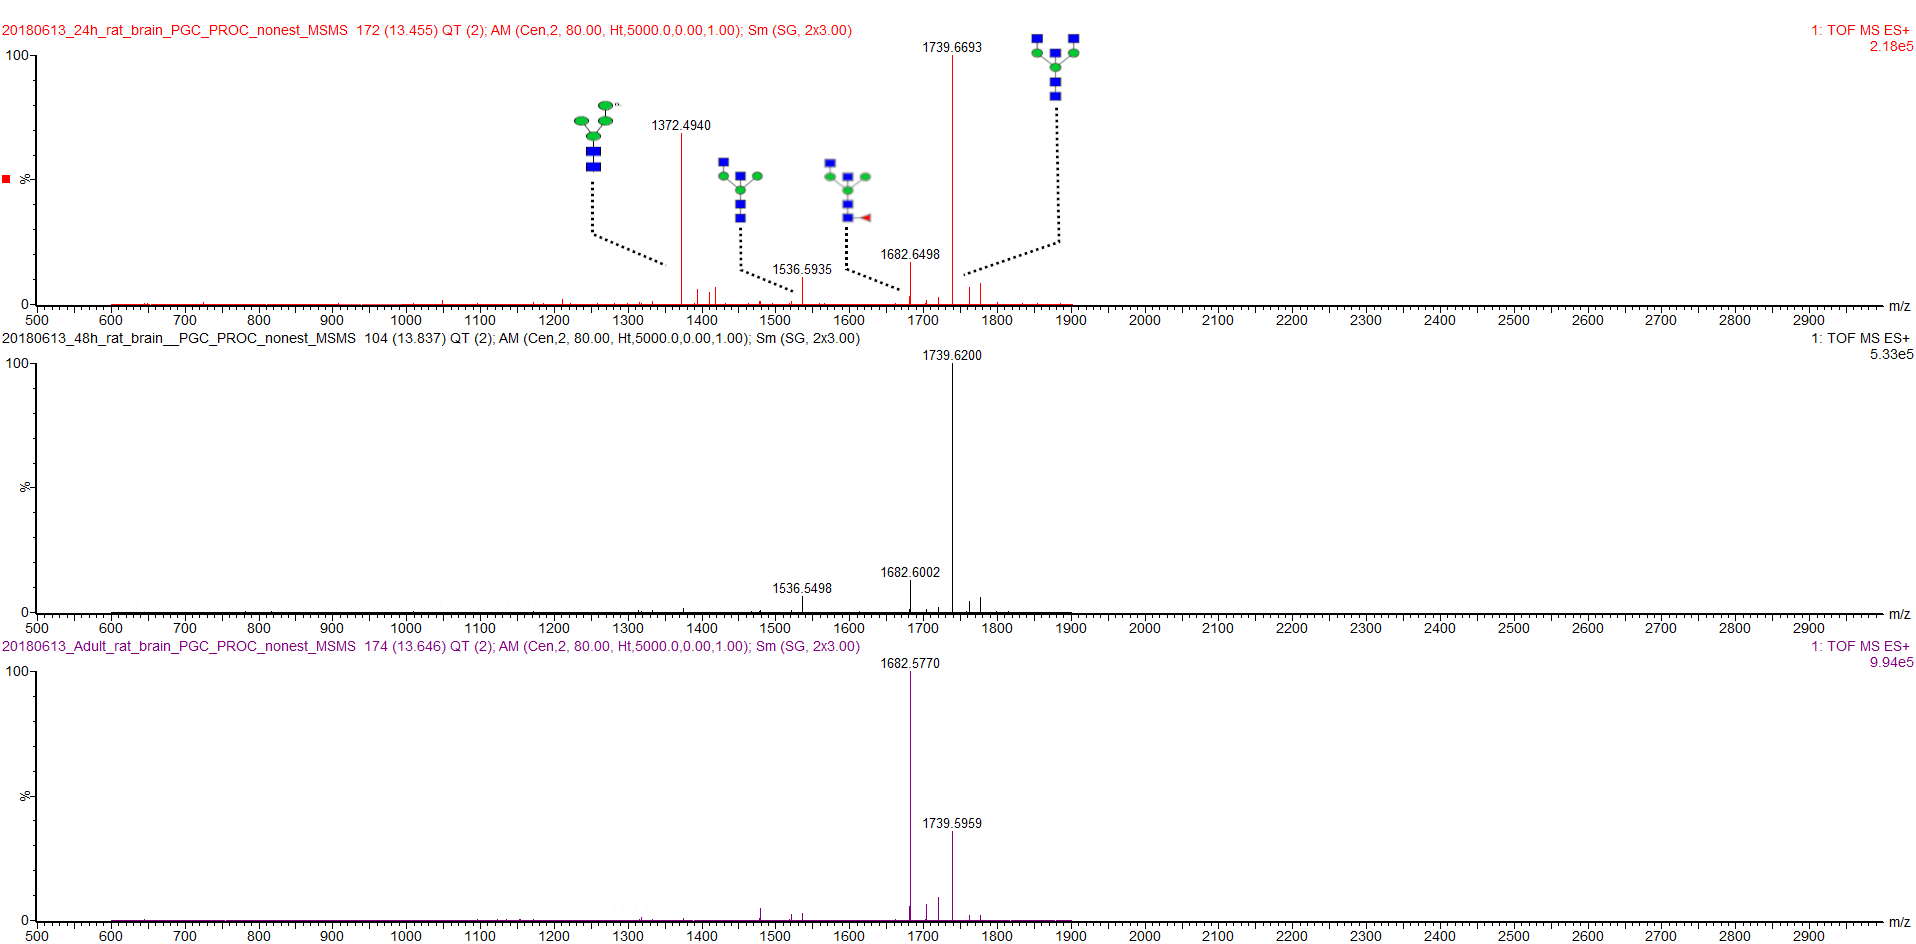 20180613_24h_rat_brain_PGC_PROC_nonest_MSMS 172 (13.455) QT (2); AM (Cen,2, 80.00, Ht,5000.0,0.00,1.00); Sm (SG, 2x3.00)
1: TOF MS ES+
2.18e5
100
1739.6693
1372.4940
%
1682.6498
1536.5935
0
500 600 700 800 900 1000 1100 1200 1300 1400 1500 1600 1700 1800 1900 2000 2100 2200 2300 2400 2500 2600 2700 2800 2900 m/z
20180613_48h_rat_brain__PGC_PROC_nonest_MSMS 104 (13.837) QT (2); AM (Cen,2, 80.00, Ht,5000.0,0.00,1.00); Sm (SG, 2x3.00)
1: TOF MS ES+
5.33e5
100
1739.6200
%
1682.6002
1536.5498
0
500 600 700 800 900 1000 1100 1200 1300 1400 1500 1600 1700 1800 1900 2000 2100 2200 2300 2400 2500 2600 2700 2800 2900 m/z
20180613_Adult_rat_brain_PGC_PROC_nonest_MSMS 174 (13.646) QT (2); AM (Cen,2, 80.00, Ht,5000.0,0.00,1.00); Sm (SG, 2x3.00)
1: TOF MS ES+
9.94e5
100
1682.5770
%
1739.5959
0
500 600 700 800 900 1000 1100 1200 1300 1400 1500 1600 1700 1800 1900 2000 2100 2200 2300 2400 2500 2600 2700 2800 2900 m/z